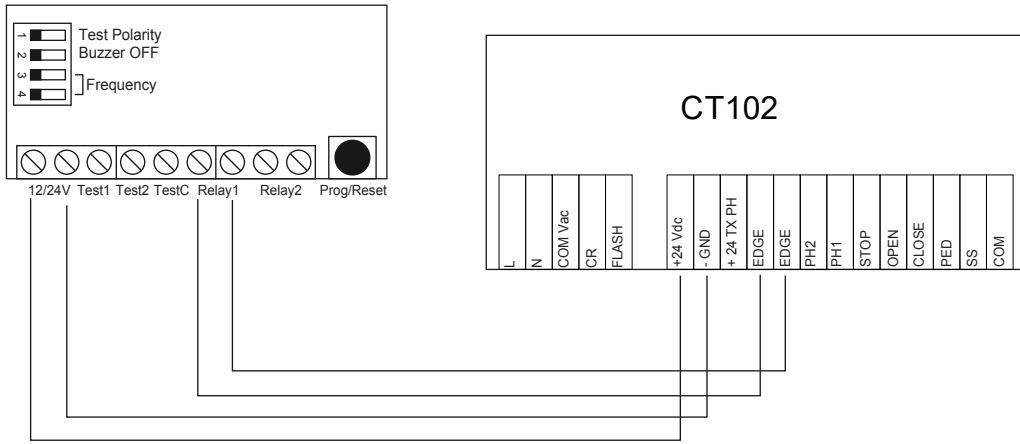 1
Test Polarity
2
Buzzer OFF
3
4
Frequency
12/24V Test1 Test2 TestC Relay1 Relay2 Prog/Reset
CT102
L
N
COM Vac
CR
FLASH
+24 Vdc
- GND
+ 24 TX PH
EDGE
EDGE
PH2
PH1
STOP
OPEN
CLOSE
PED
SS
COM